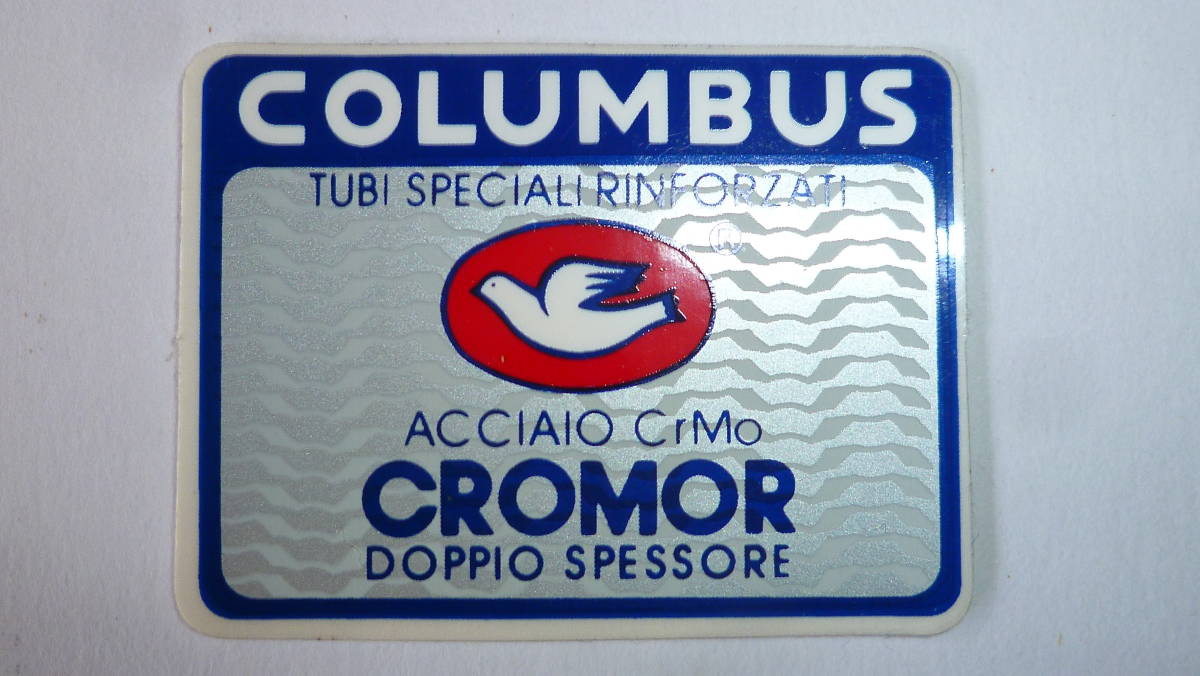 COLUMBUS
TUBI SPECIALI RINFORZATI
®
ACCIAIO CrMo
CROMOR
DOPPIO SPESSORE